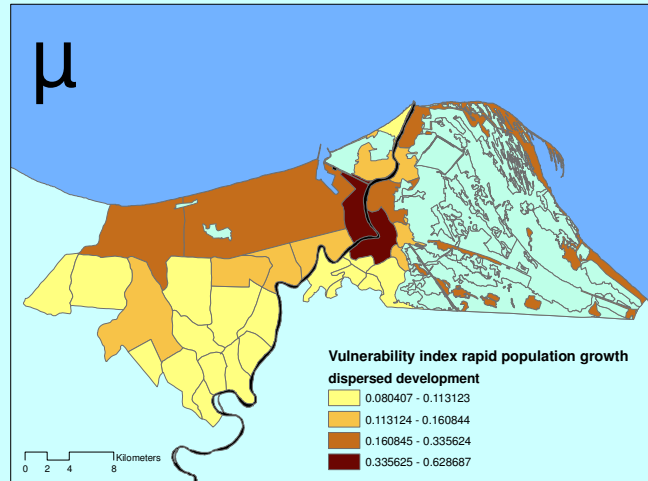 μ
Vulnerability index rapid population growth
dispersed development
0.080407 - 0.113123
0.113124 - 0.160844
0.160845 - 0.335624
0.335625 - 0.628687
Kilometers
0 2 4 8